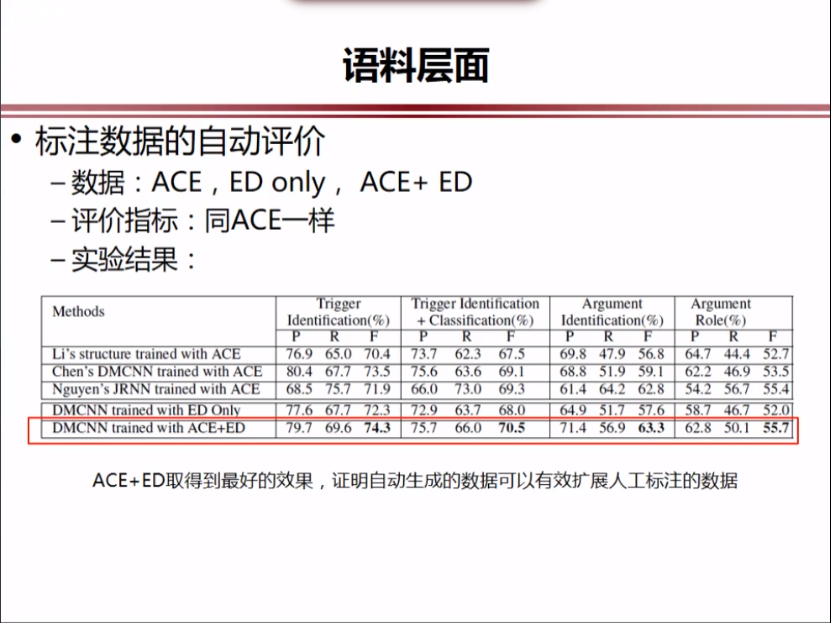 语料层面
• 标注数据的自动评价
– 数据：ACE，ED only， ACE+ ED
– 评价指标：同ACE一样
– 实验结果：
Methods Trigger Identification(%) Trigger Identification + Classification(%) Argument Identification(%) Argument Role(%)
P R F P R F P R F P R F
Li's structure trained with ACE 76.9 65.0 70.4 73.7 62.3 67.5 69.8 47.9 56.8 64.7 44.4 52.7
Chen's DMCNN trained with ACE 80.4 67.7 73.5 75.6 63.6 69.1 68.8 51.9 59.1 62.2 46.9 53.5
Nguyen's JRNN trained with ACE 68.5 75.7 71.9 66.0 73.0 69.3 61.4 64.2 62.8 54.2 56.7 55.4
DMCNN trained with ED Only 77.6 67.7 72.3 72.9 63.7 68.0 64.9 51.7 57.6 58.7 46.7 52.0
DMCNN trained with ACE+ED 79.7 69.6 74.3 75.7 66.0 70.5 71.4 56.9 63.3 62.8 50.1 55.7
ACE+ED取得到最好的效果，证明自动生成的数据可以有效扩展人工标注的数据